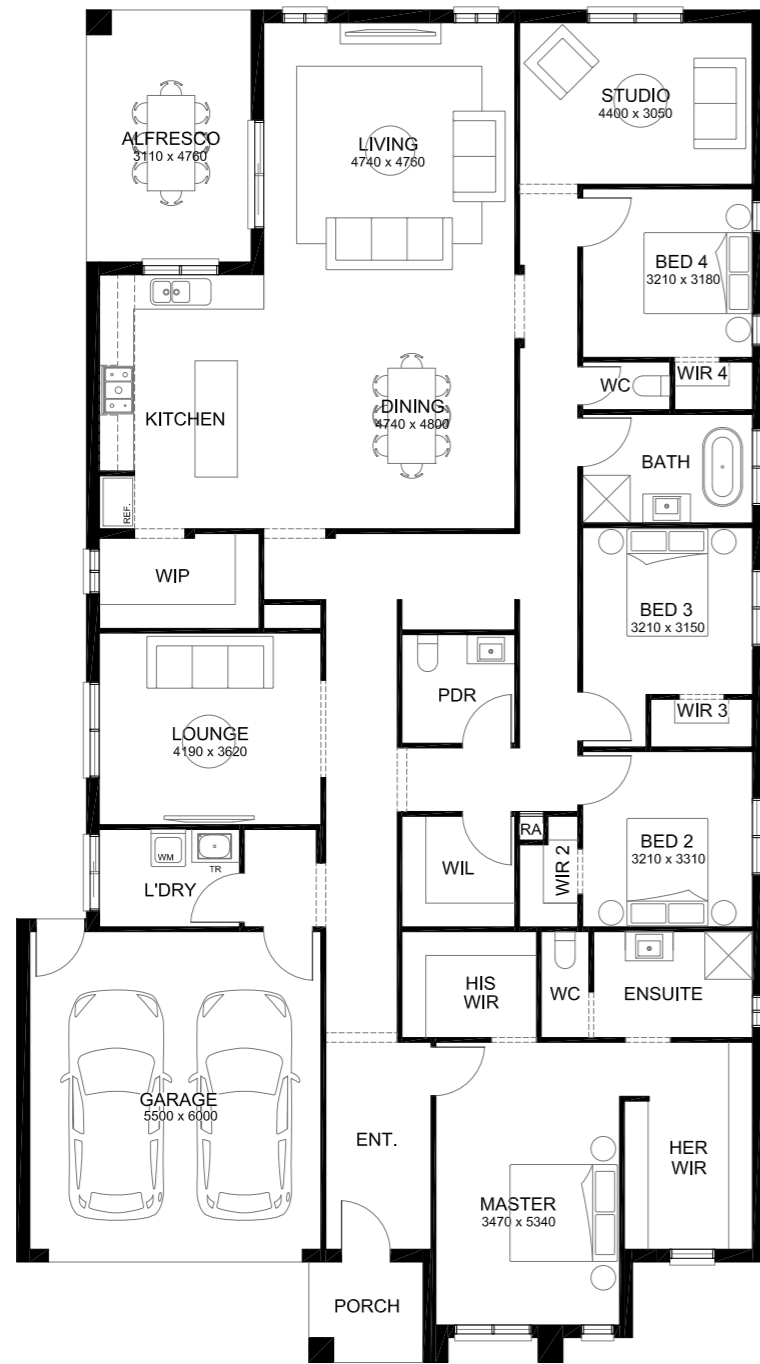 ALFRESCO
3110 x 4760
LIVING
4740 x 4760
STUDIO
4400 x 3050
BED 4
3210 x 3180
WC
WIR 4
KITCHEN
DINING
4740 x 4800
BATH
REF.
WIP
BED 3
3210 x 3150
WIR 3
PDR
LOUNGE
4190 x 3620
RA
BED 2
3210 x 3310
WM
TR
L'DRY
WIL
WIR 2
HIS
WIR
WC
ENSUITE
GARAGE
5500 x 6000
ENT.
HER
WIR
MASTER
3470 x 5340
PORCH